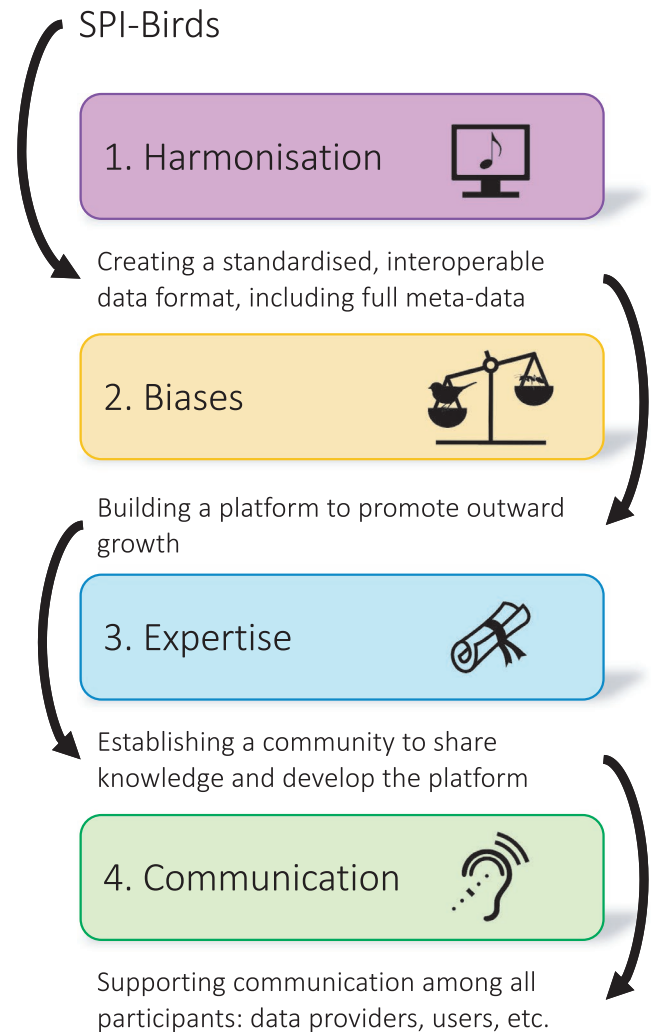 SPI-Birds
1. Harmonisation
Creating a standardised, interoperable
data format, including full meta-data
2. Biases
Building a platform to promote outward
growth
3. Expertise
Establishing a community to share
knowledge and develop the platform
4. Communication
Supporting communication among all
participants: data providers, users, etc.